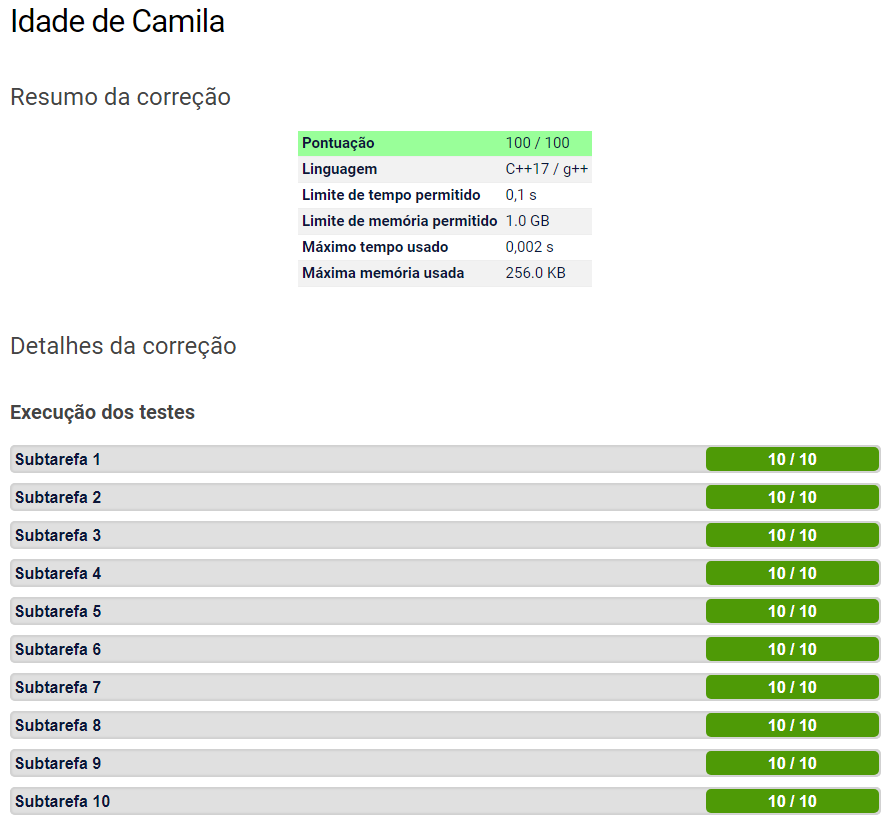 Idade de Camila
Resumo da correção
Pontuação 100 / 100
Linguagem C++17 / g++
Limite de tempo permitido 0,1 s
Limite de memória permitido 1.0 GB
Máximo tempo usado 0,002 s
Máxima memória usada 256.0 KB
Detalhes da correção
Execução dos testes
Subtarefa 1 10 / 10
Subtarefa 2 10 / 10
Subtarefa 3 10 / 10
Subtarefa 4 10 / 10
Subtarefa 5 10 / 10
Subtarefa 6 10 / 10
Subtarefa 7 10 / 10
Subtarefa 8 10 / 10
Subtarefa 9 10 / 10
Subtarefa 10 10 / 10